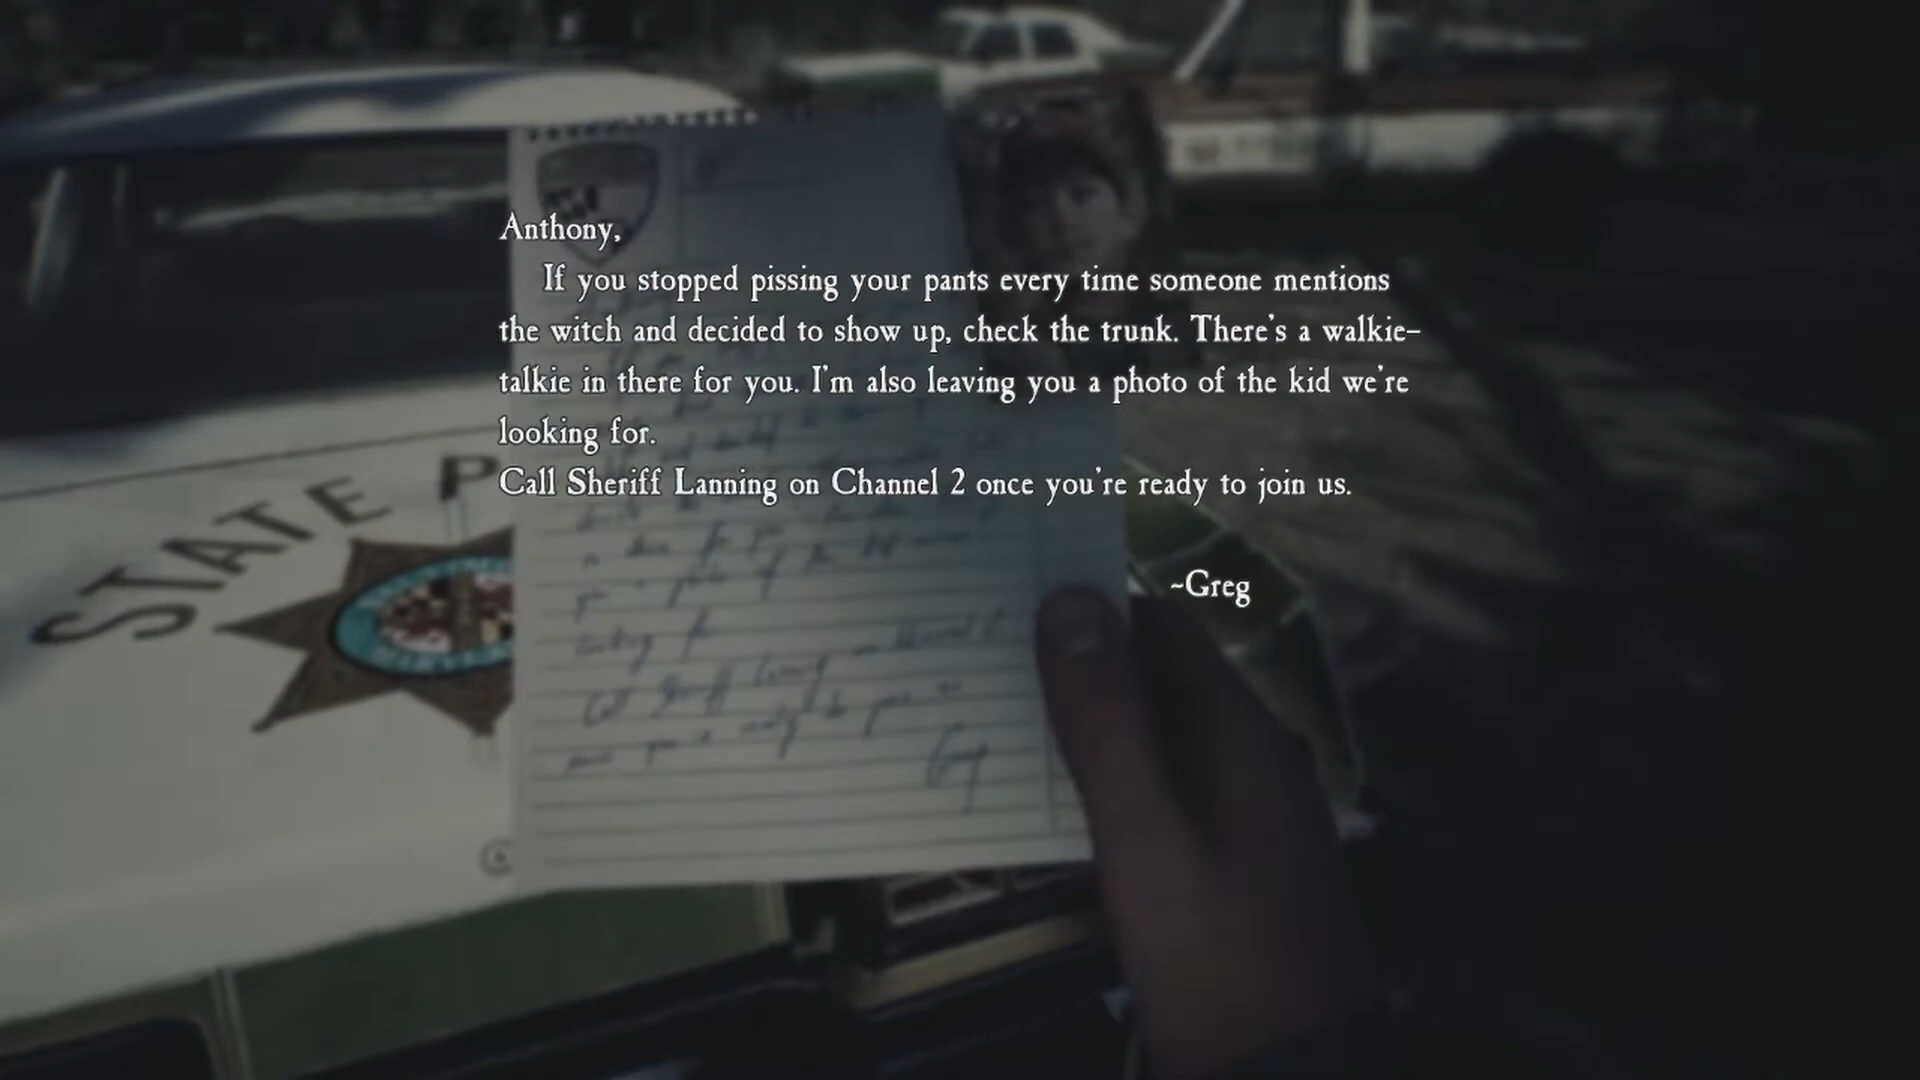 Anthony,
If you stopped pissing your pants every time someone mentions
the witch and decided to show up, check the trunk. There's a walkie-
talkie in there for you. I'm also leaving you a photo of the kid we're
looking for.
Call Sheriff Lanning on Channel 2 once you're ready to join us.
~Greg
STATE P